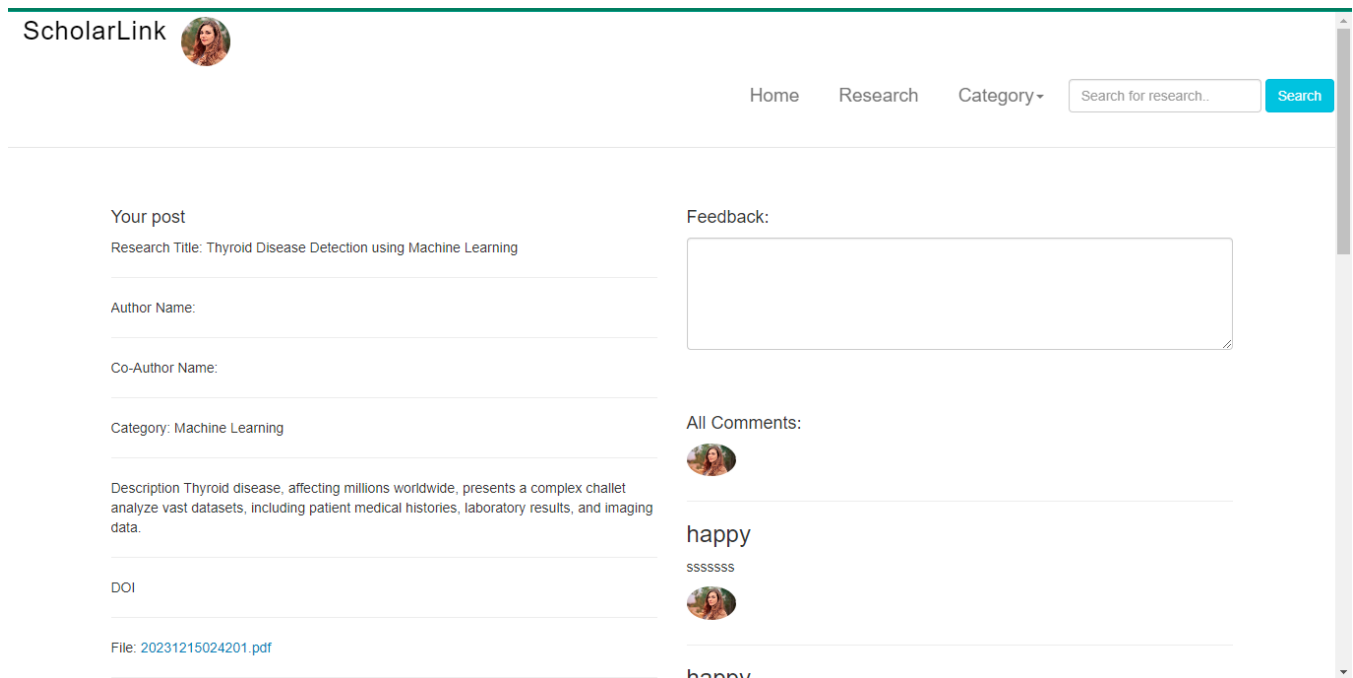 ScholarLink
Home Research Category Search for research.. Search
Your post
Research Title: Thyroid Disease Detection using Machine Learning
Author Name:
Co-Author Name:
Category: Machine Learning
Description Thyroid disease, affecting millions worldwide, presents a complex challet
analyze vast datasets, including patient medical histories, laboratory results, and imaging
data.
DOI
File: 20231215024201.pdf
Feedback:
All Comments:
happy
sssssss
happy